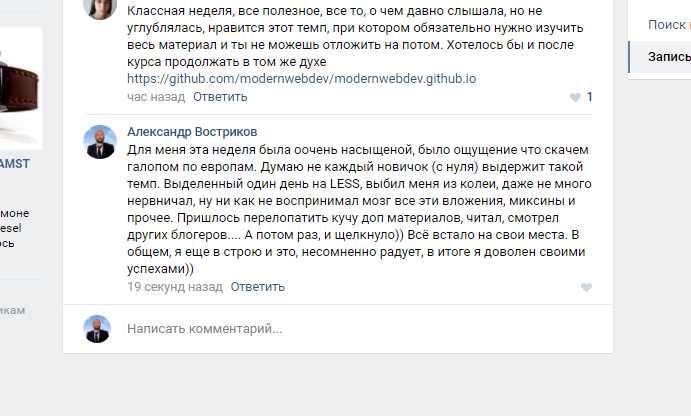 Классная неделя, все полезное, все то, о чем давно слышала, но не
углублялась, нравится этот темп, при котором обязательно нужно изучить
весь материал и ты не можешь отложить на потом. Хотелось бы и после
курса продолжать в том же духе
https://github.com/modernwebdev/modernwebdev.github.io
час назад Ответить
1
Александр Востриков
Для меня эта неделя была оочень насыщеной, было ощущение что скачем
галопом по европам. Думаю не каждый новичок (с нуля) выдержит такой
темп. Выделенный один день на LESS, выбил меня из колеи, даже не много
нервничал, ну ни как не воспринимал мозг все эти вложения, миксины и
прочее. Пришлось перелопатить кучу доп материалов, читал, смотрел
других блогеров.... А потом раз, и щелкнуло)) Всё встало на свои места. В
общем, я еще в строю и это, несомненно радует, в итоге я доволен своими
успехами))
19 секунд назад Ответить
Написать комментарий...
AMST
моне
esel
ось
икам
Поиск
Запись